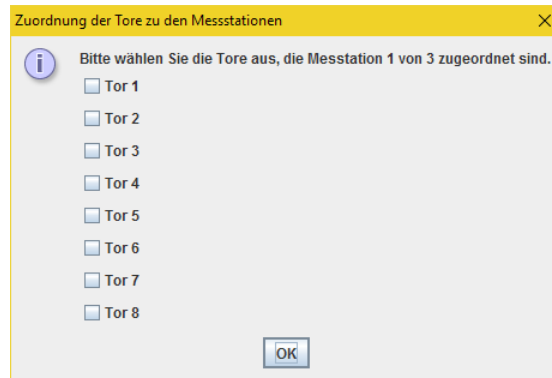 Zuordnung der Tore zu den Messstationen
Bitte wählen Sie die Tore aus, die Messtation 1 von 3 zugeordnet sind.
Tor 1
Tor 2
Tor 3
Tor 4
Tor 5
Tor 6
Tor 7
Tor 8
OK